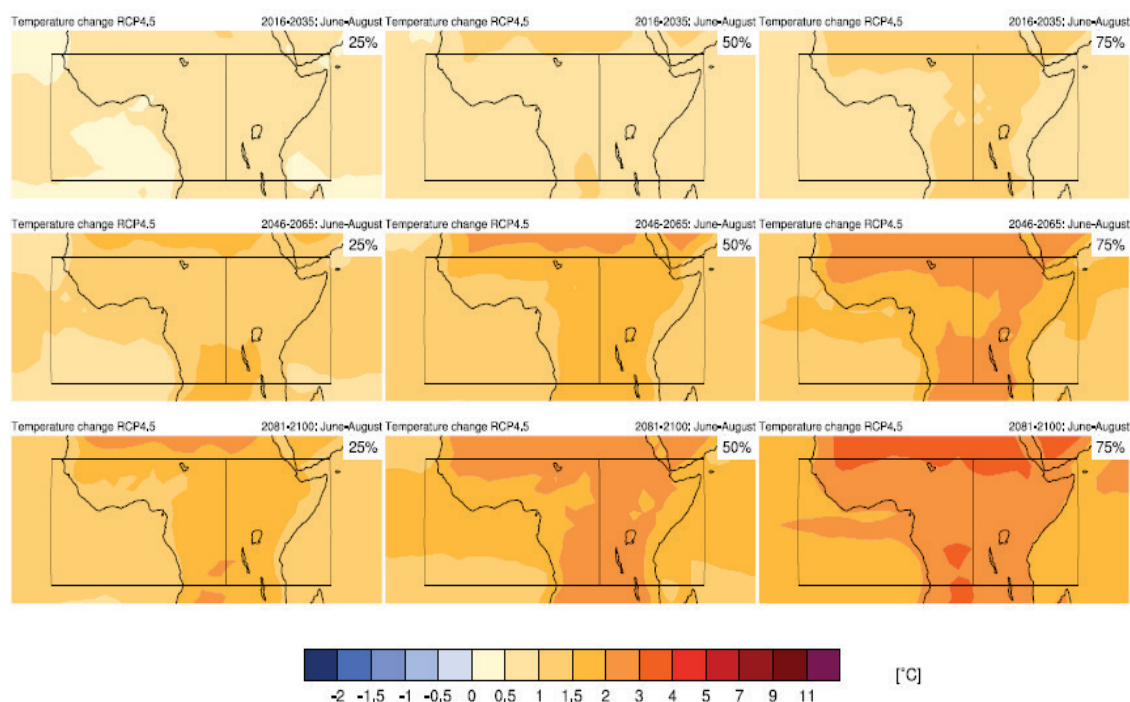 Temperature change RCP4.5 2016-2035: June-August Temperature change RCP4.5 2016-2035: June-August Temperature change RCP4.5 2016-2035: June-August
25% 50% 75%
Temperature change RCP4.5 2046-2065: June-August Temperature change RCP4.5 2046-2065: June-August Temperature change RCP4.5 2046-2065: June-August
25% 50% 75%
Temperature change RCP4.5 2081-2100: June-August Temperature change RCP4.5 2081-2100: June-August Temperature change RCP4.5 2081-2100: June-August
25% 50% 75%
-2 -1.5 -1 -0.5 0 0.5 1 1.5 2 3 4 5 7 9 11 [°C]